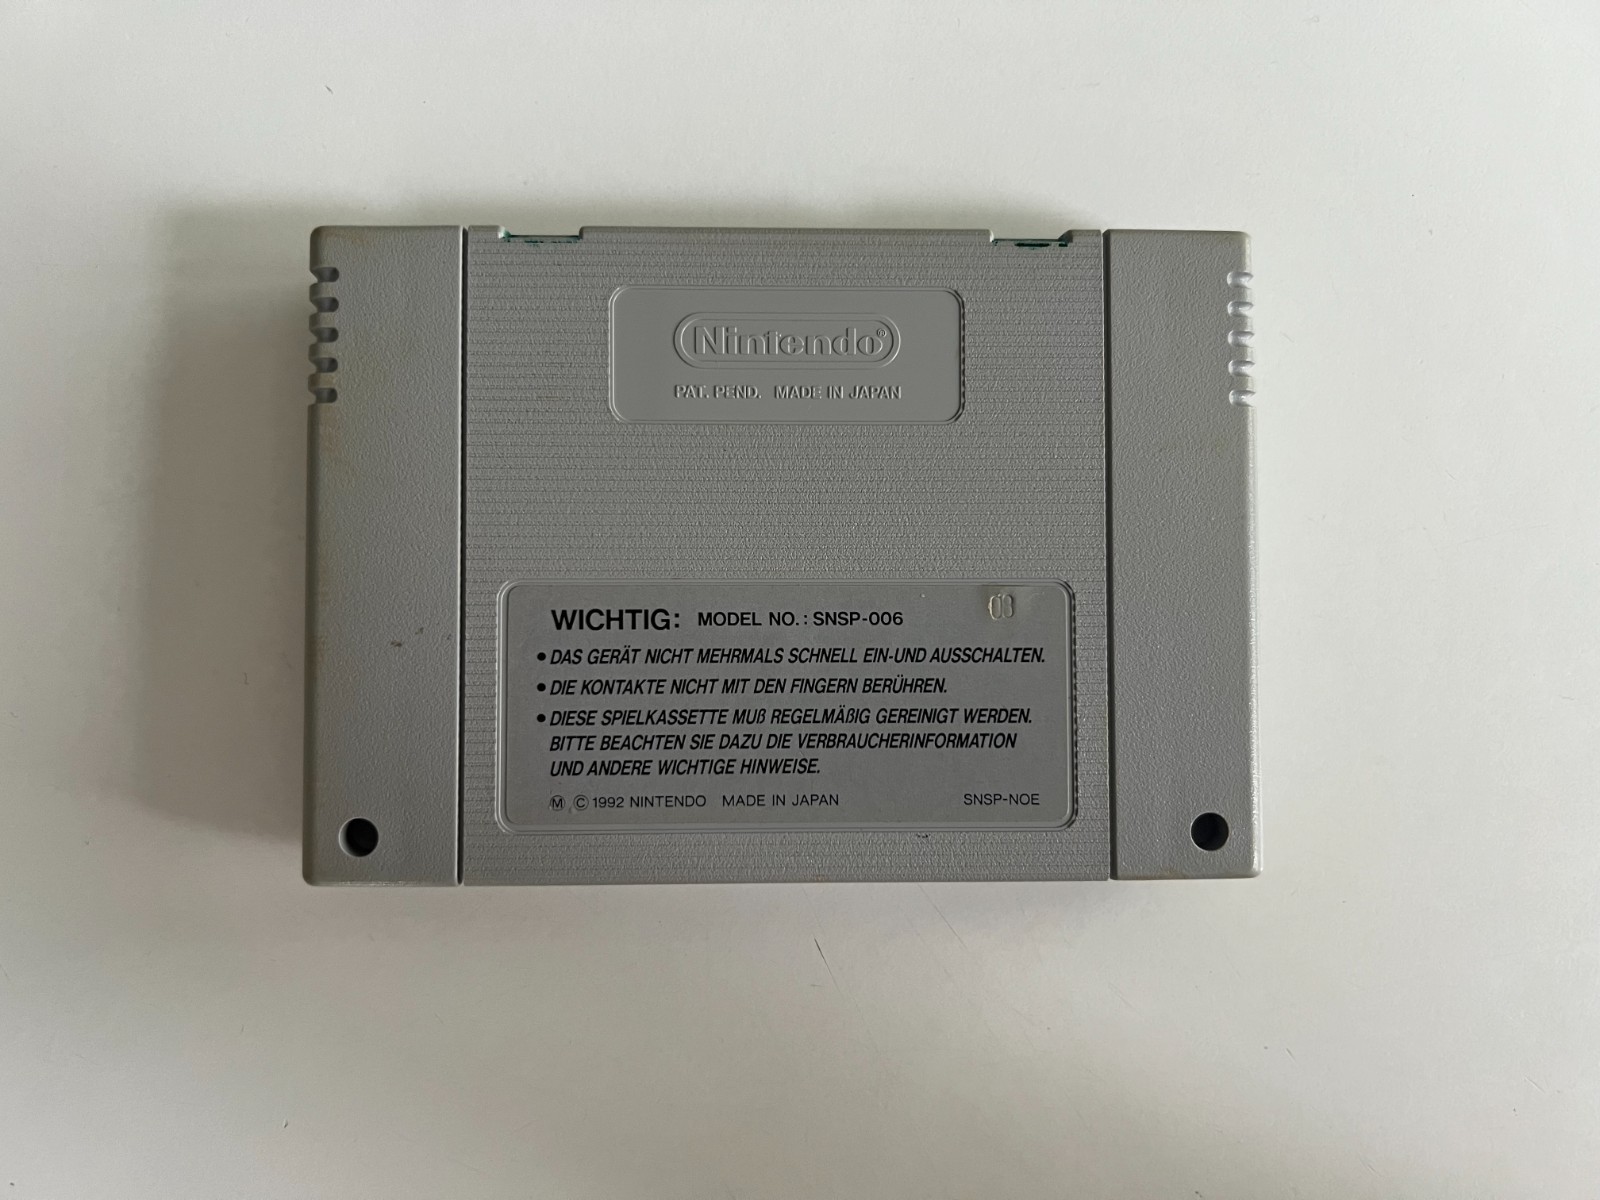 Nintendo®
PAT. PEND. MADE IN JAPAN
WICHTIG: MODEL NO.: SNSP-006
03
• DAS GERÄT NICHT MEHRMALS SCHNELL EIN-UND AUSSCHALTEN.
• DIE KONTAKTE NICHT MIT DEN FINGERN BERÜHREN.
• DIESE SPIELKASSETTE MUß REGELMÄßIG GEREINIGT WERDEN.
BITTE BEACHTEN SIE DAZU DIE VERBRAUCHERINFORMATION
UND ANDERE WICHTIGE HINWEISE.
Ⓜ, © 1992 NINTENDO MADE IN JAPAN SNSP-NOE